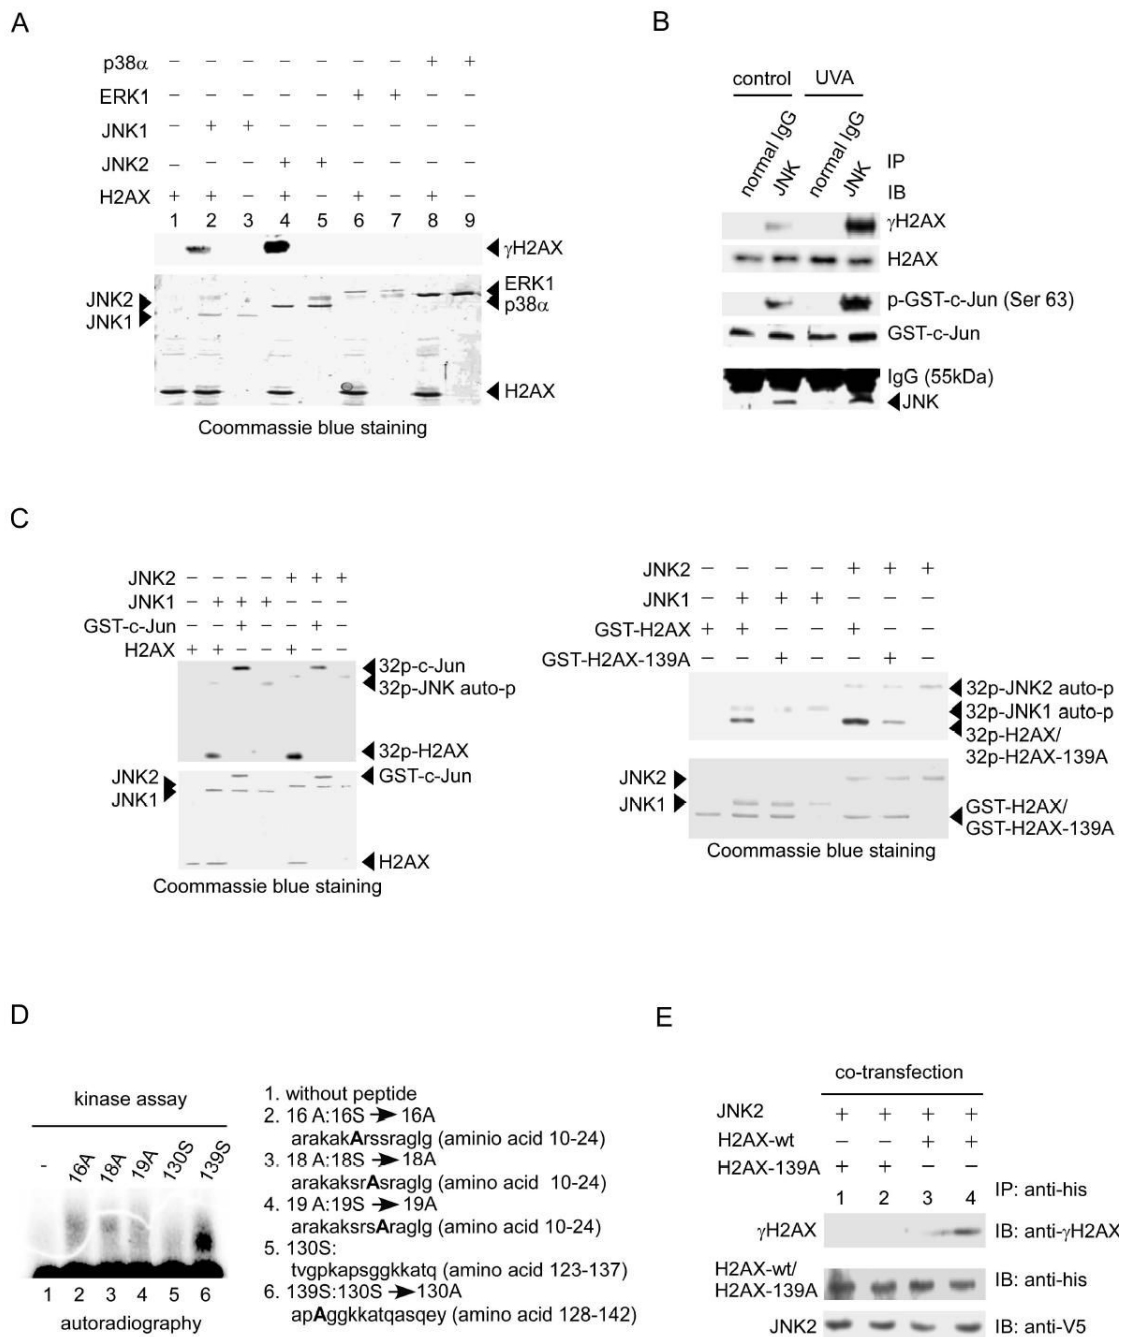 A
p38α – – – – – – – + +
ERK1 – – – – – + + – –
JNK1 – + + – – – – – –
JNK2 – – – + + – – – –
H2AX + + – + – + – + –
1 2 3 4 5 6 7 8 9
γH2AX
JNK2
JNK1
ERK1
p38α
H2AX
Coommassie blue staining
B
control UVA
normal IgG JNK normal IgG JNK
IP
IB
γH2AX
H2AX
p-GST-c-Jun (Ser 63)
GST-c-Jun
IgG (55kDa)
JNK
C
JNK2 – – – – + + +
JNK1 – + + + – – –
GST-c-Jun – – + – – + –
H2AX + + – – + – –
32p-c-Jun
32p-JNK auto-p
32p-H2AX
JNK2
JNK1
GST-c-Jun
H2AX
Coommassie blue staining
JNK2 – – – – + + +
JNK1 – + + + – – –
GST-H2AX + + – – + – –
GST-H2AX-139A – – + – – + –
32p-JNK2 auto-p
32p-JNK1 auto-p
32p-H2AX/
32p-H2AX-139A
JNK2
JNK1
GST-H2AX/
GST-H2AX-139A
Coommassie blue staining
D
kinase assay
- 16A 18A 19A 130S 139S
1 2 3 4 5 6
autoradiography
1. without peptide
2. 16 A:16S → 16A
arakakArssraglg (aminio acid 10-24)
3. 18 A:18S → 18A
arakaksrAsraglg (amino acid 10-24)
4. 19 A:19S → 19A
arakaksrsAraglg (amino acid 10-24)
5. 130S:
tvgpkapsggkkatq (amino acid 123-137)
6. 139S:130S → 130A
apAggkkatqasqey (amino acid 128-142)
E
co-transfection
JNK2 + + + +
H2AX-wt – – + +
H2AX-139A + + – –
1 2 3 4 IP: anti-his
γH2AX IB: anti-γH2AX
H2AX-wt/
H2AX-139A IB: anti-his
JNK2 IB: anti-V5